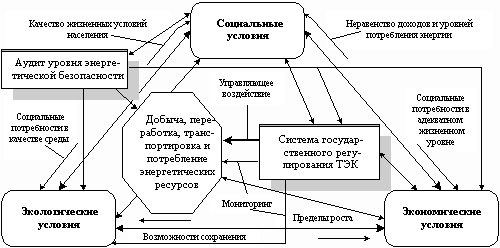 Качество жизненных условий
населения
Социальные
условия
Неравенство доходов и уровней
потребления энергии
Аудит уровня энерге-
тической безопасности
Управляющее
воздействие
Социальные
потребности в
качестве среды
Добыча, пере-
работка, транс-
портировка и
потребление
энергетических
ресурсов
Система государ-
ственного регу-
лирования ТЭК
Социальные
потребности в
адекватном
жизненном
уровне
Мониторинг
Экологические
условия
Пределы роста
Экономические
условия
Возможности сохранения